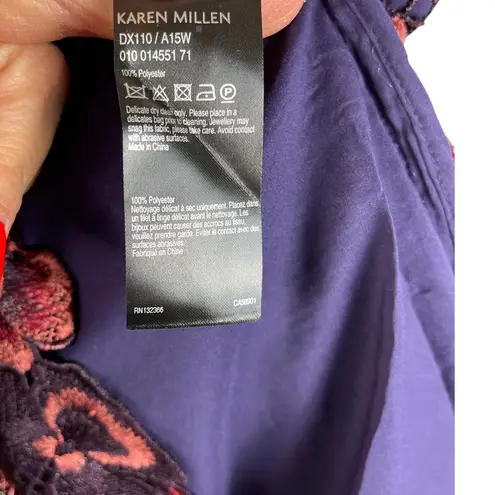 KAREN MILLEN
DX110 / A15W
010 014551 71
100% Polyester
Delicate dry clean only. Please place in a
delicates bag prior to cleaning. Jewellery may
snag this fabric, please take care. Avoid contact
with abrasive surfaces.
Made in China
100% Polyester
Nettoyage délicat à sec uniquement. Placez dans
un filet à linge délicat avant le nettoyage. Les
bijoux peuvent causer des accrocs au tissu,
veuillez prendre garde. Évitez en contact avec des
surfaces abrasives.
Fabriqué en Chine
RN132366
CA58901